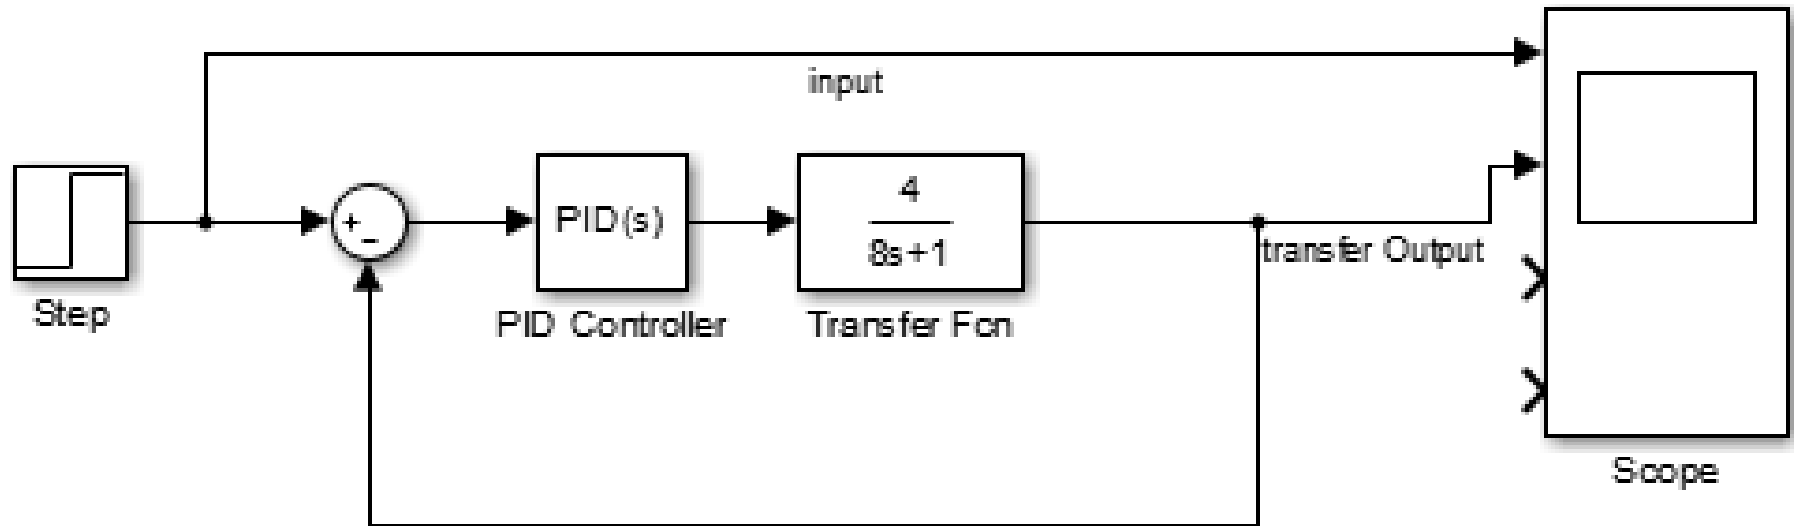 input
+
−
PID(s)
4
8s+1
transfer Output
Step
PID Controller
Transfer Fcn
Scope